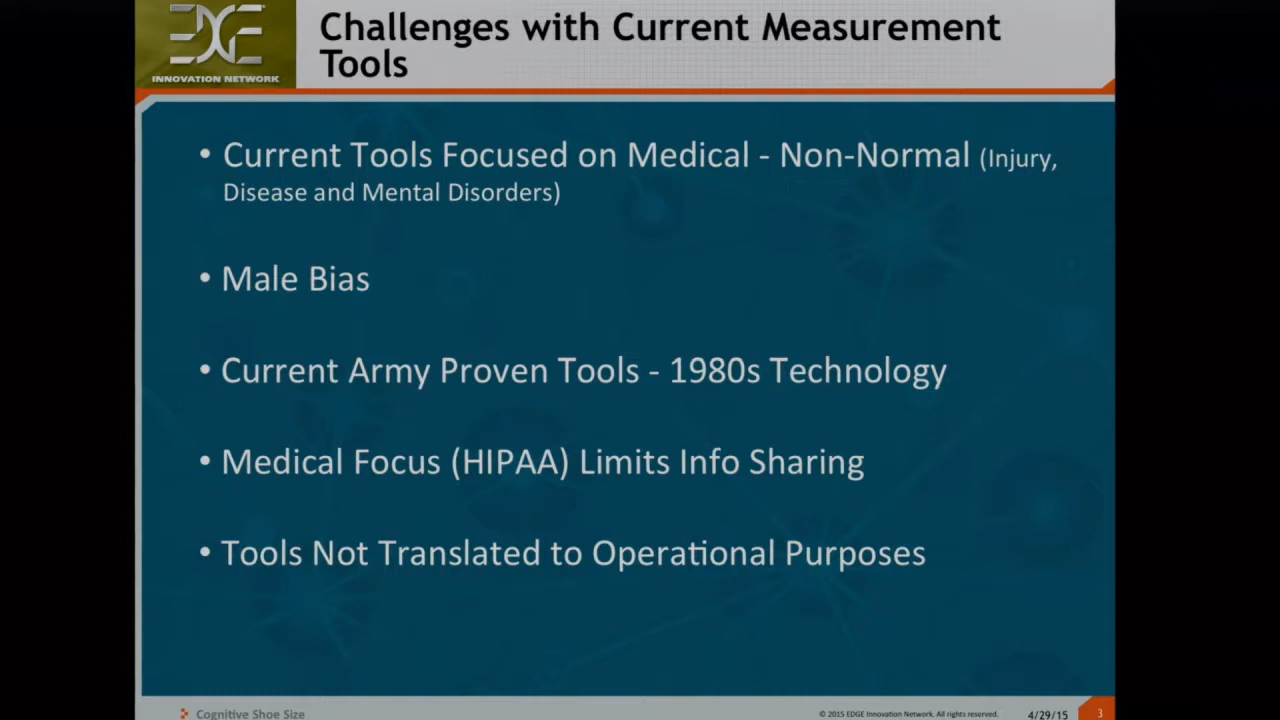 EDGE
INNOVATION NETWORK
Challenges with Current Measurement
Tools
• Current Tools Focused on Medical - Non-Normal (Injury,
Disease and Mental Disorders)
• Male Bias
• Current Army Proven Tools - 1980s Technology
• Medical Focus (HIPAA) Limits Info Sharing
• Tools Not Translated to Operational Purposes
Cognitive Shoe Size
© 2015 EDGE Innovation Network. All rights reserved.
4/29/15
3